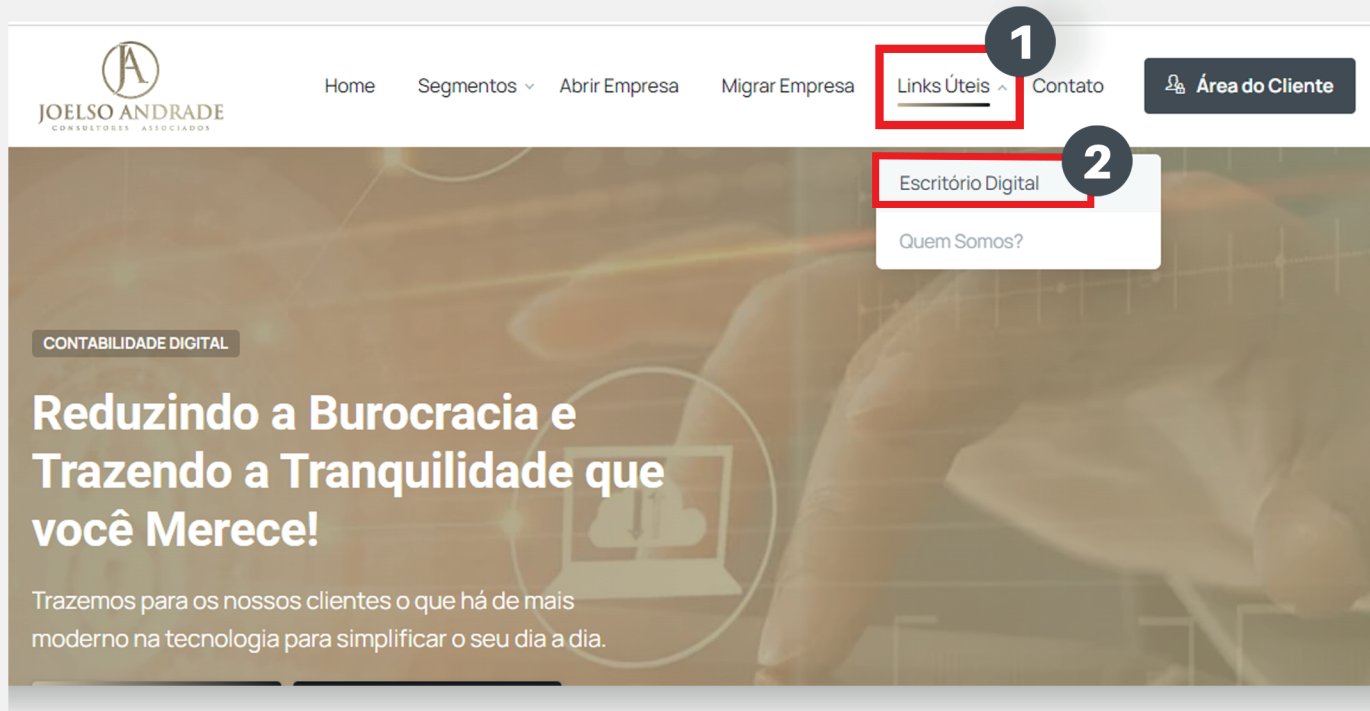 JA
JOELSO ANDRADE
CONSULTORES ASSOCIADOS
Home
Segmentos
Abrir Empresa
Migrar Empresa
Links Úteis
1
Contato
Área do Cliente
Escritório Digital
2
Quem Somos?
CONTABILIDADE DIGITAL
Reduzindo a Burocracia e
Trazendo a Tranquilidade que
você Merece!
Trazemos para os nossos clientes o que há de mais
moderno na tecnologia para simplificar o seu dia a dia.